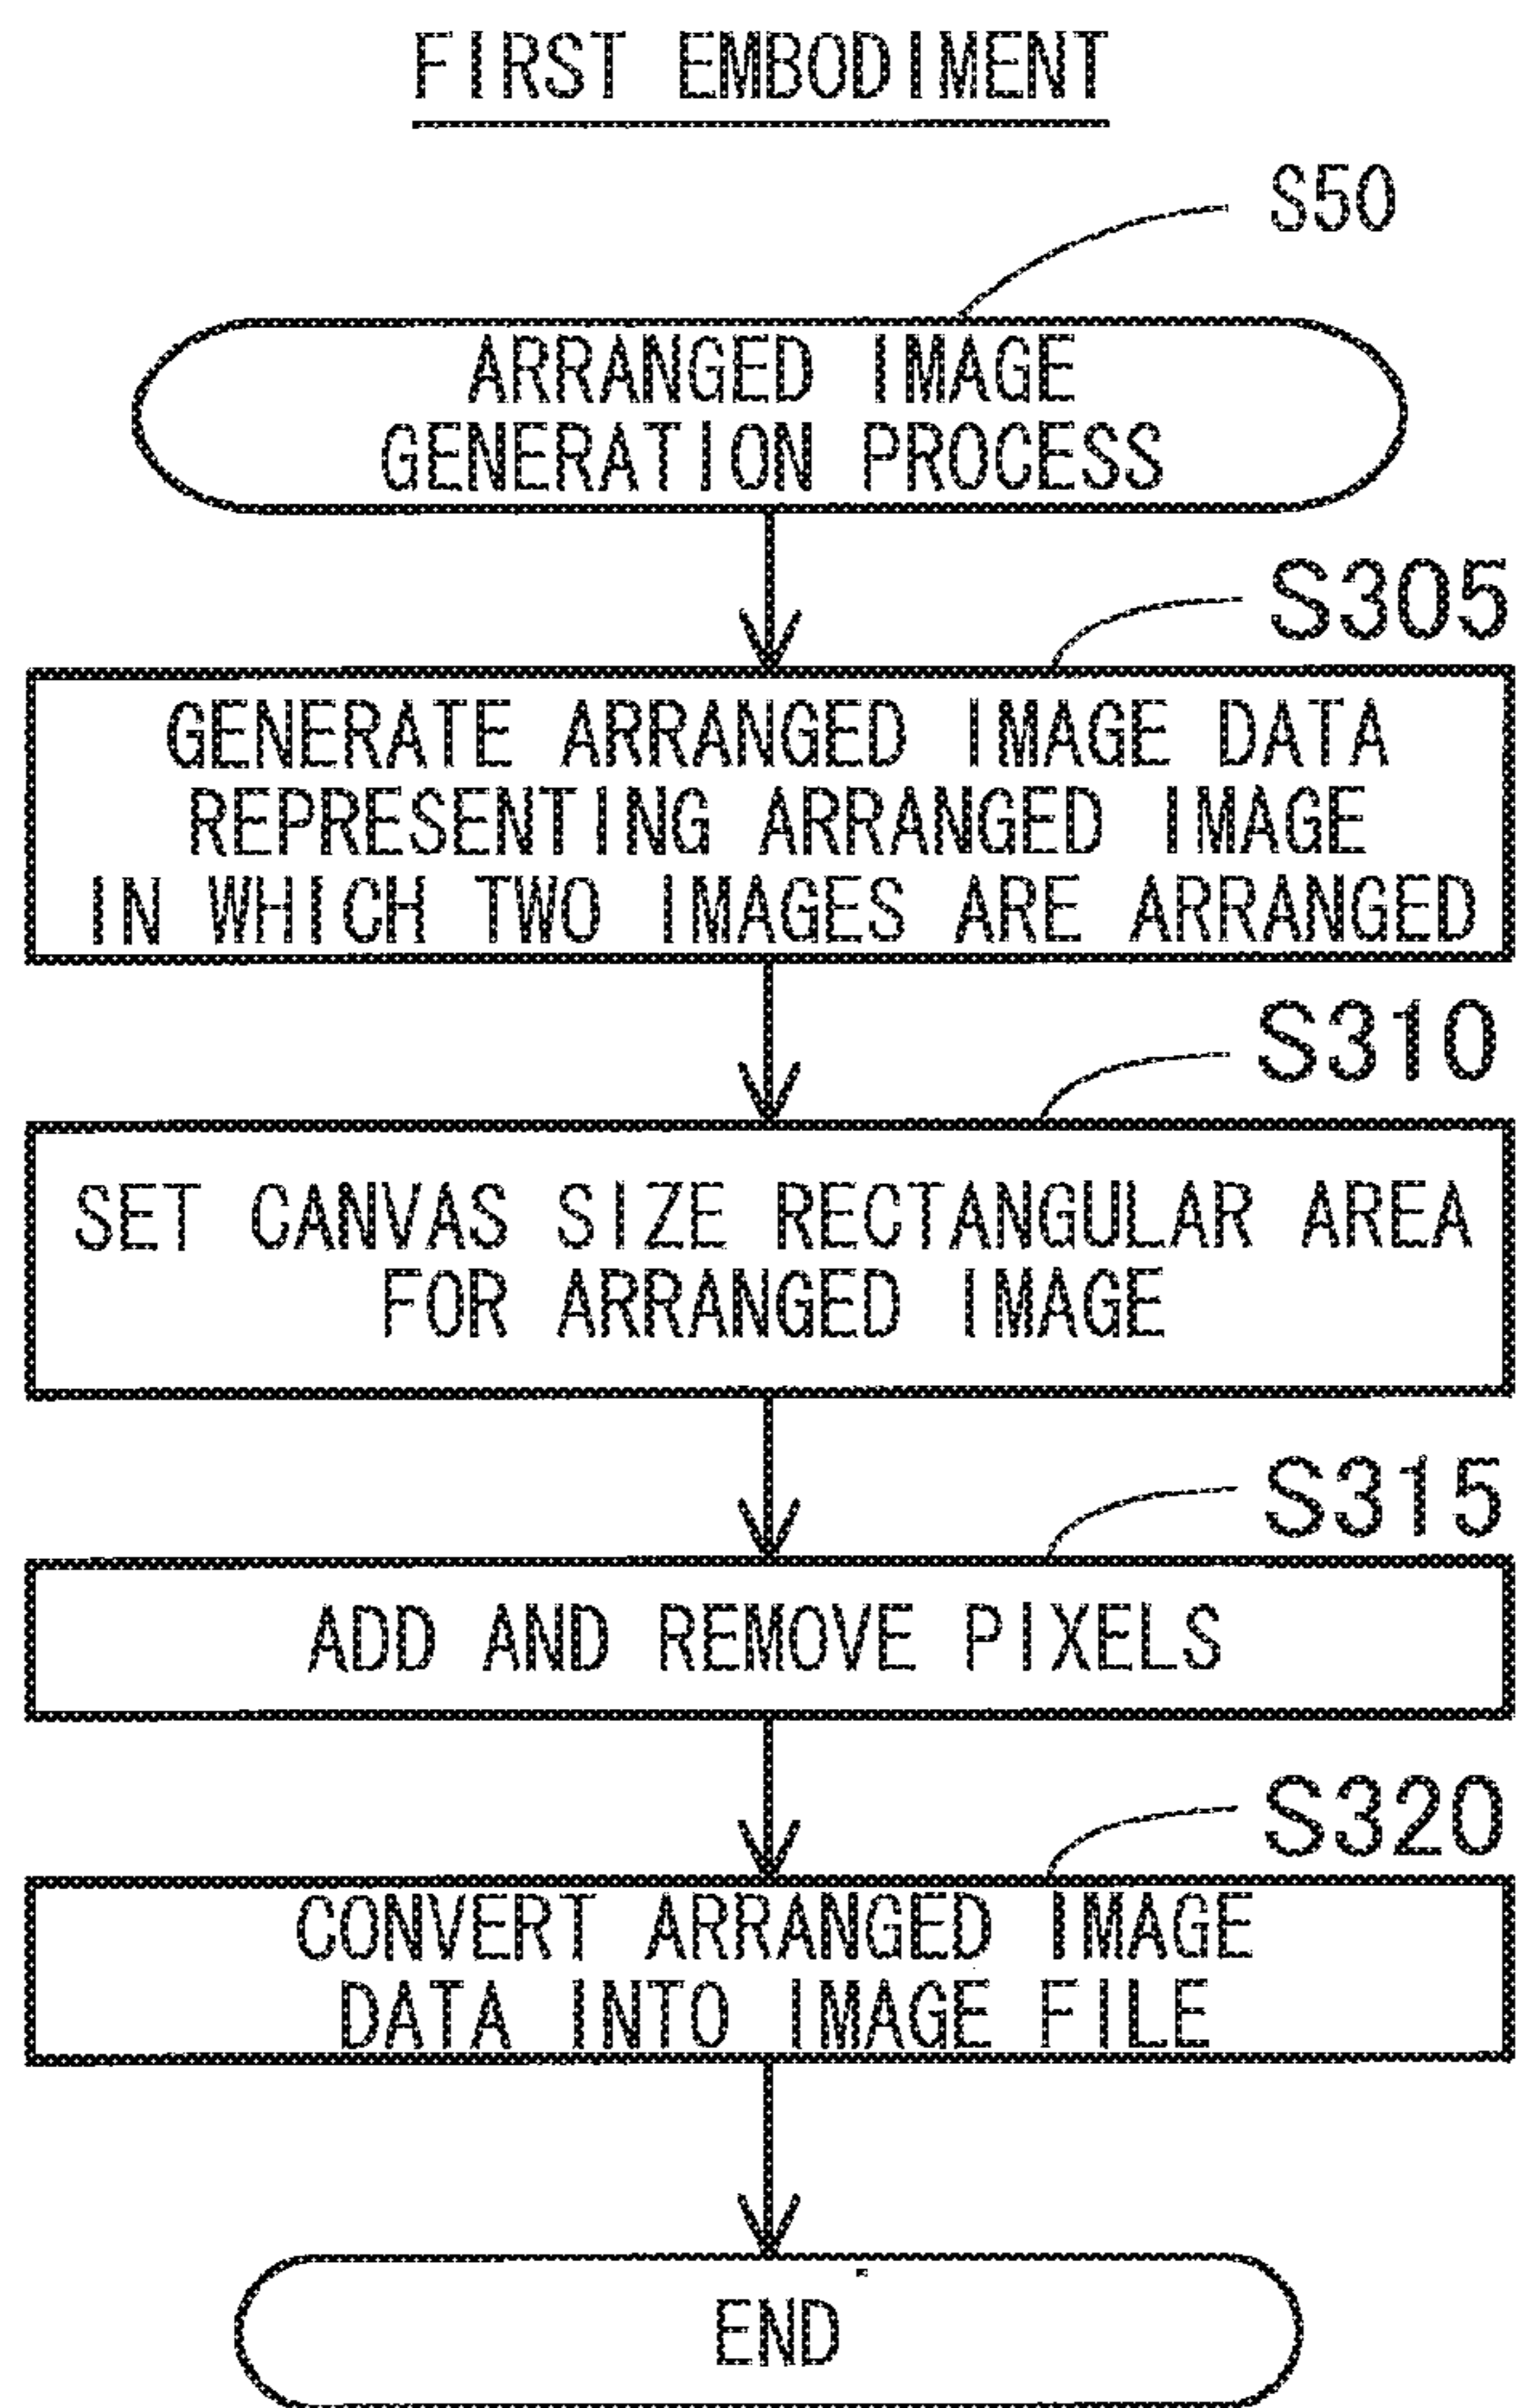 FIRST EMBODIMENT
S50
ARRANGED IMAGE
GENERATION PROCESS
S305
GENERATE ARRANGED IMAGE DATA
REPRESENTING ARRANGED IMAGE
IN WHICH TWO IMAGES ARE ARRANGED
S310
SET CANVAS SIZE RECTANGULAR AREA
FOR ARRANGED IMAGE
S315
ADD AND REMOVE PIXELS
S320
CONVERT ARRANGED IMAGE
DATA INTO IMAGE FILE
END